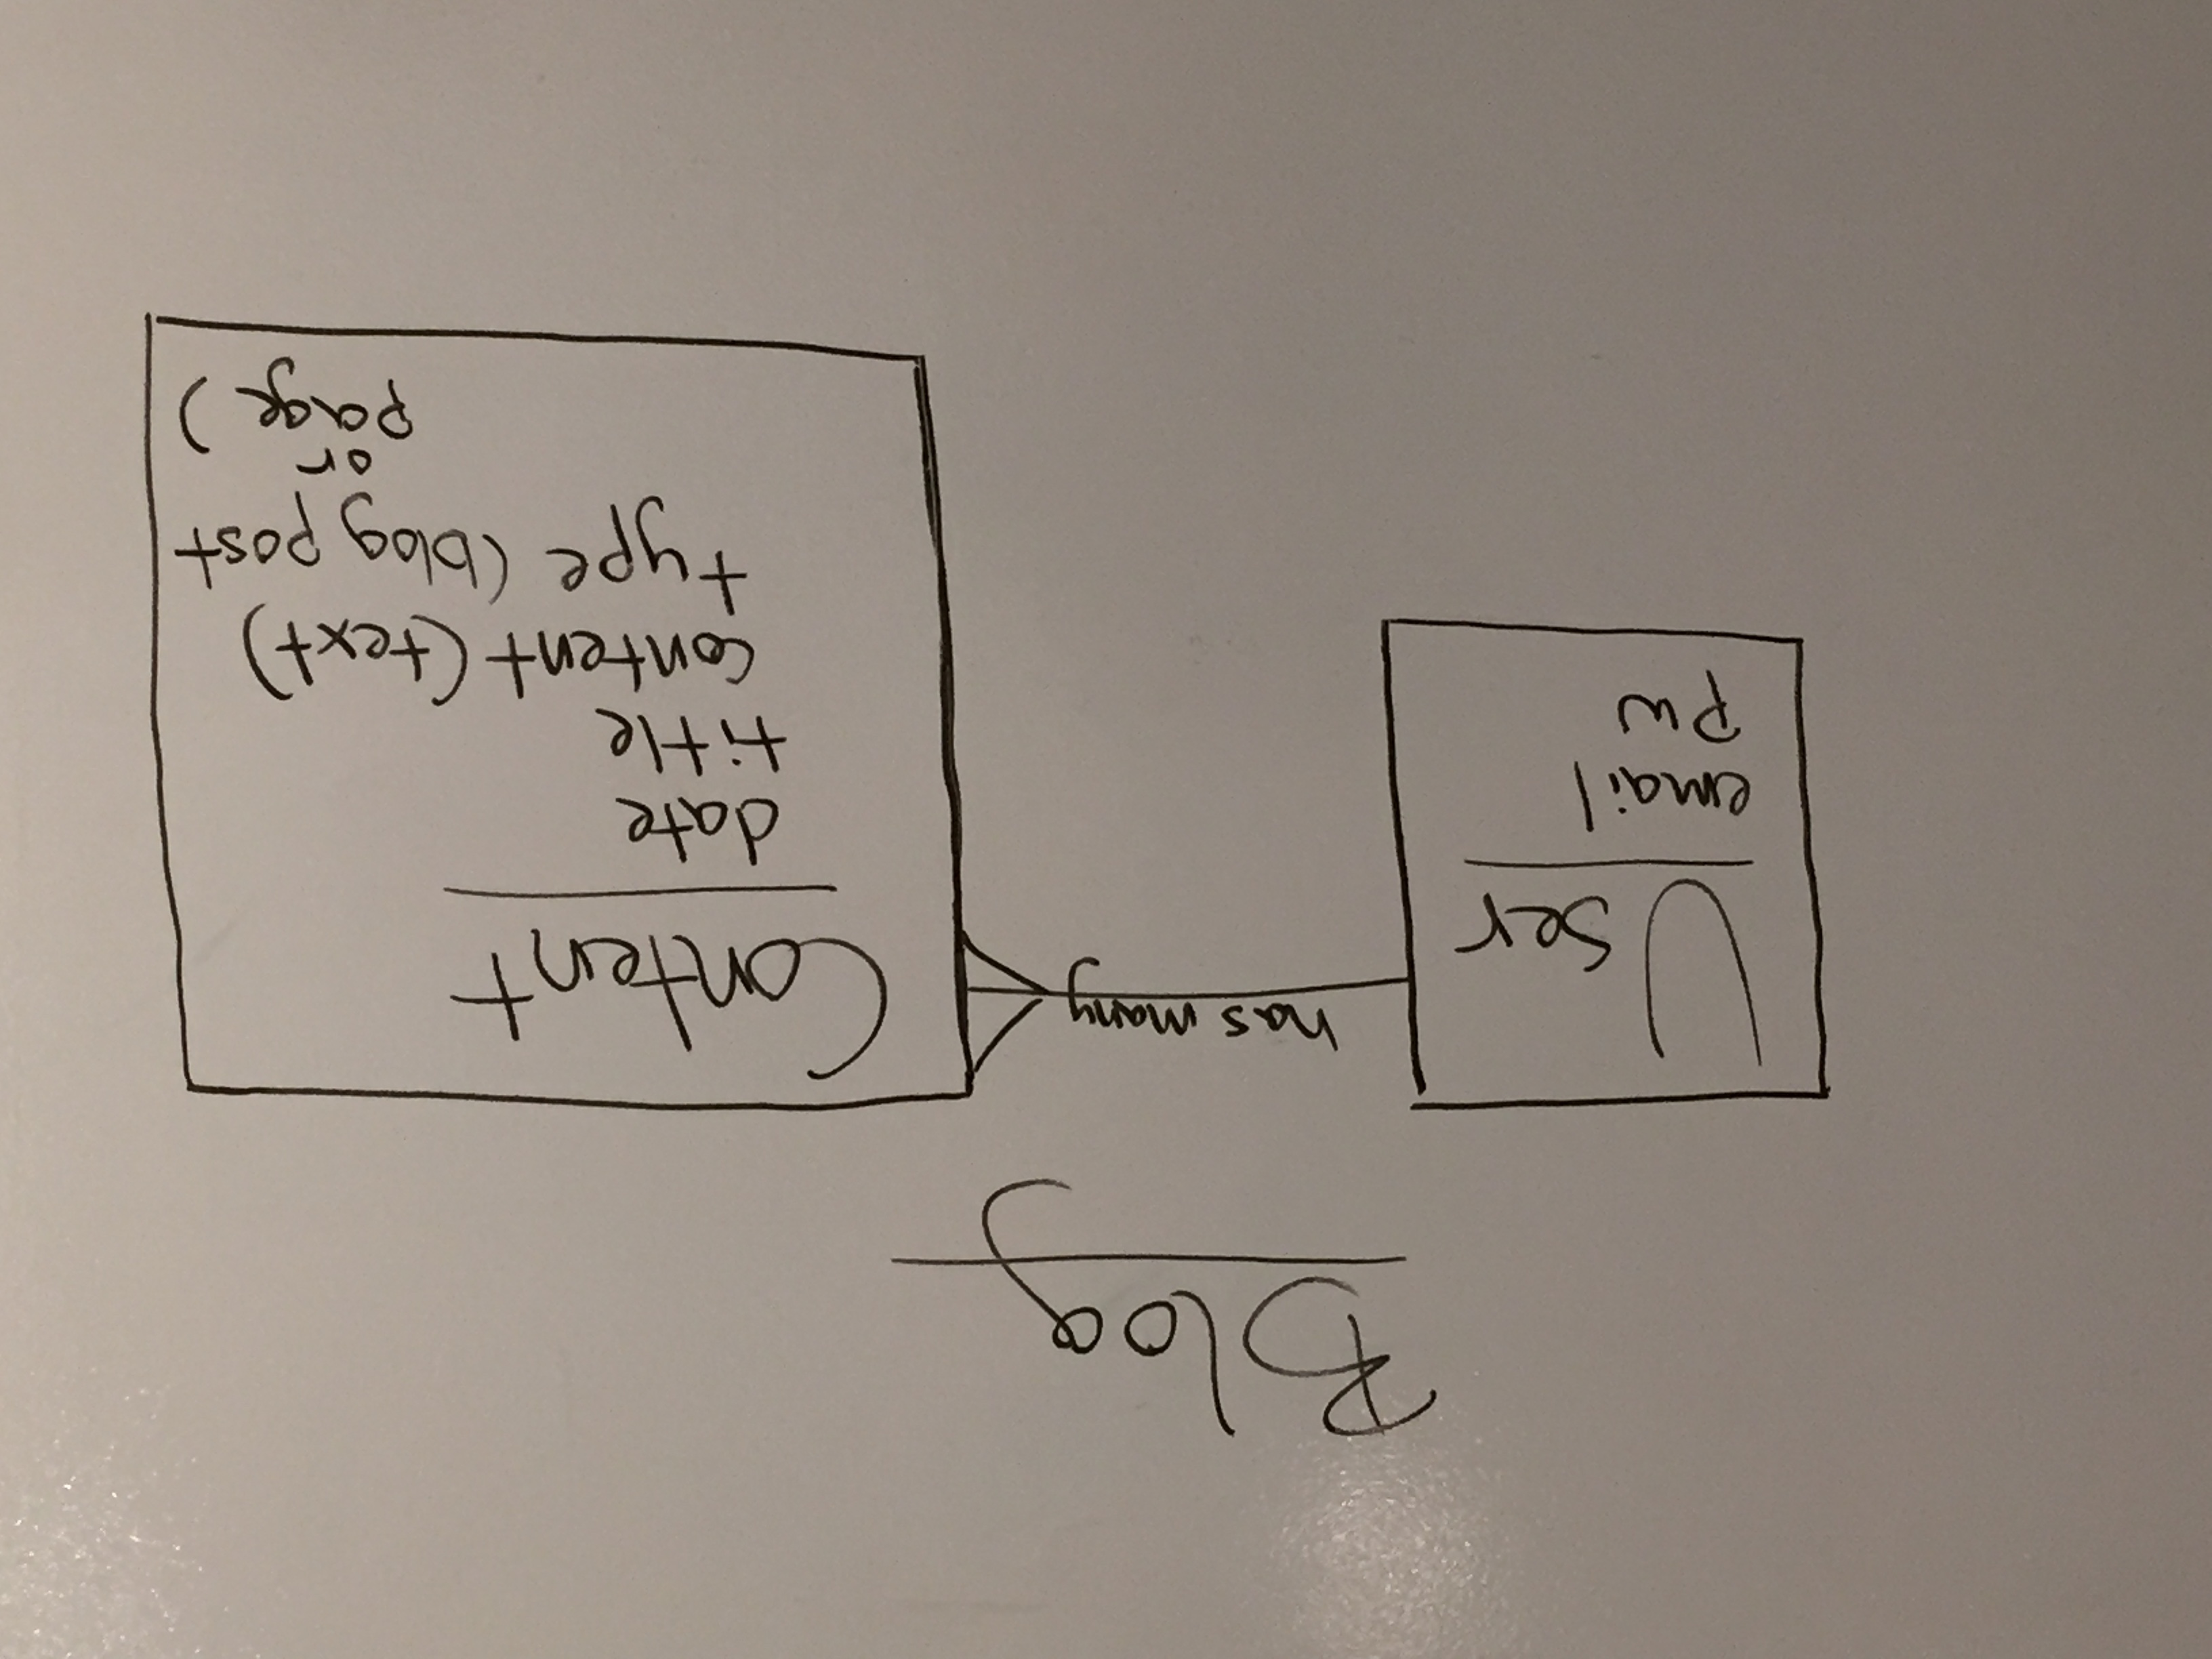 Blog
User
email
pw
has many
Content
date
title
content (text)
type (blog post
or
page)